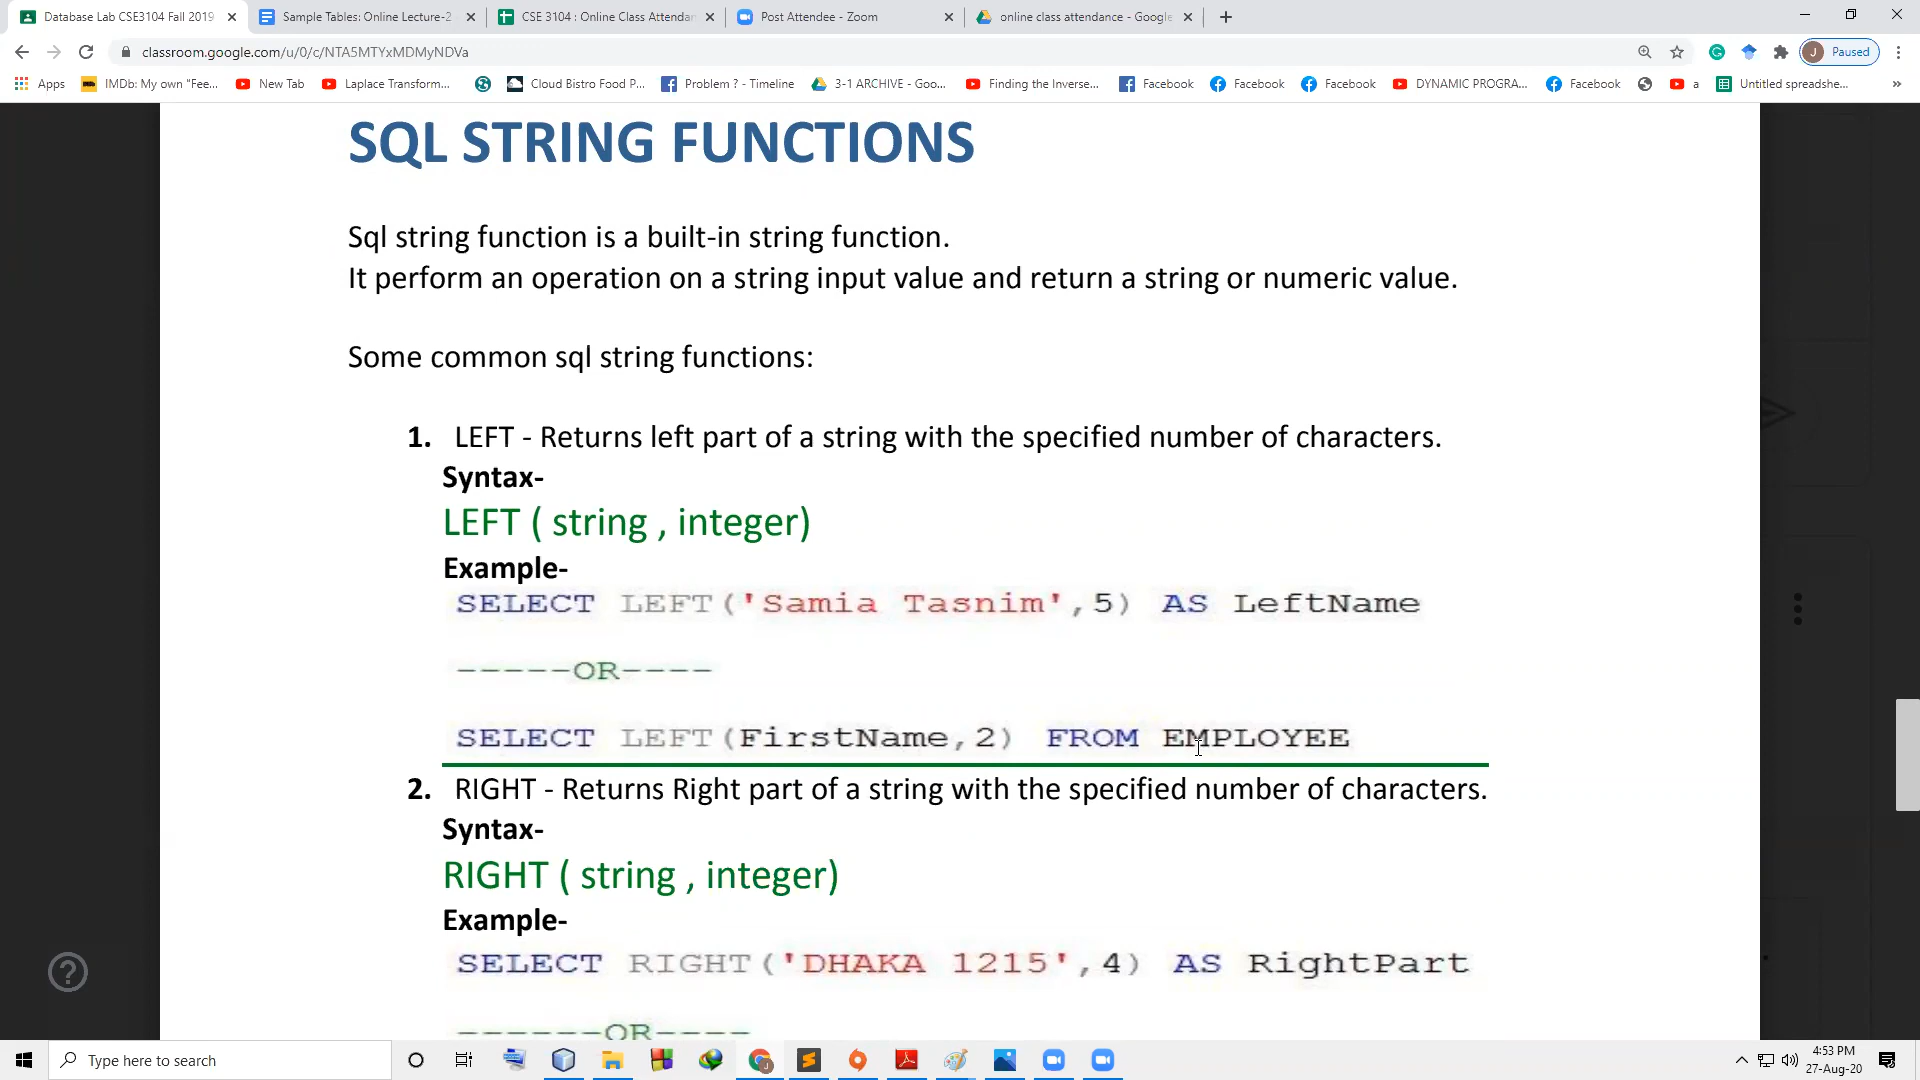 Database Lab CSE3104 Fall 2019
Sample Tables: Online Lecture-2
CSE 3104 : Online Class Attendan
Post Attendee - Zoom
online class attendance - Google
classroom.google.com/u/0/c/NTA5MTYxMDMyNDVa
J Paused
Apps
IMDb: My own "Fee...
New Tab
Laplace Transform...
Cloud Bistro Food P...
Problem ? - Timeline
3-1 ARCHIVE - Goo...
Finding the Inverse...
Facebook
Facebook
Facebook
DYNAMIC PROGRA...
Facebook
a
Untitled spreadshe...
SQL STRING FUNCTIONS
Sql string function is a built-in string function.
It perform an operation on a string input value and return a string or numeric value.
Some common sql string functions:
1. LEFT - Returns left part of a string with the specified number of characters.
Syntax-
LEFT ( string , integer)
Example-
SELECT LEFT('Samia Tasnim',5) AS LeftName
-----OR----
SELECT LEFT(FirstName,2) FROM EMPLOYEE
2. RIGHT - Returns Right part of a string with the specified number of characters.
Syntax-
RIGHT ( string , integer)
Example-
SELECT RIGHT('DHAKA 1215',4) AS RightPart
------OR----
Type here to search
4:53 PM
27-Aug-20